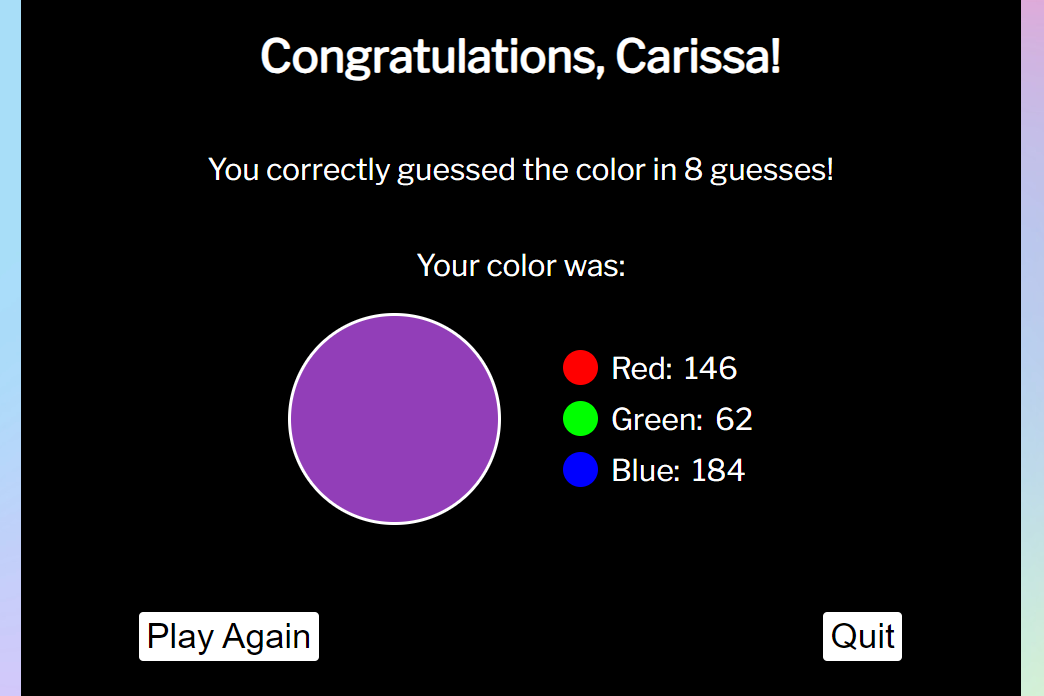 Congratulations, Carissa!
You correctly guessed the color in 8 guesses!
Your color was:
Red: 146
Green: 62
Blue: 184
Play Again
Quit